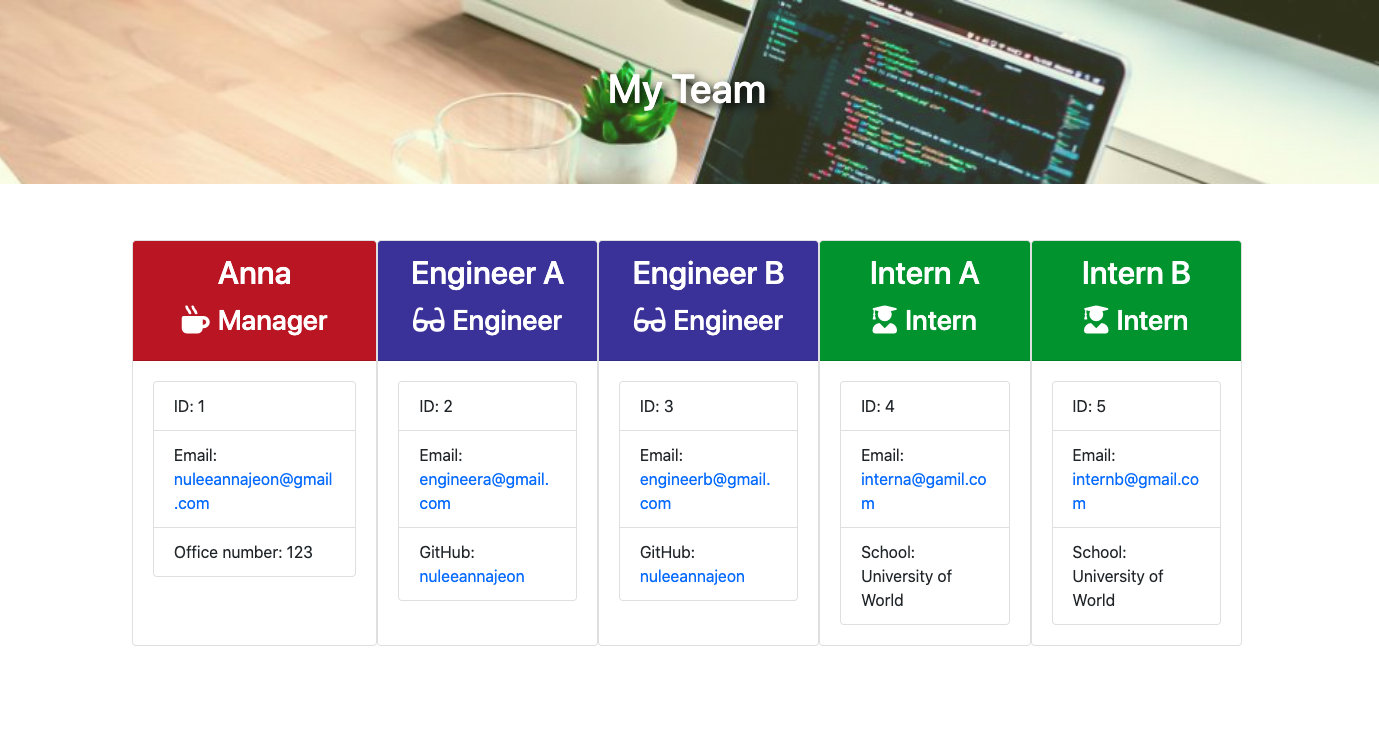 My Team
Anna
Manager
ID: 1
Email:
nuleeannajeon@gmail
.com
Office number: 123
Engineer A
Engineer
ID: 2
Email:
engineera@gmail.
com
GitHub:
nuleeannajeon
Engineer B
Engineer
ID: 3
Email:
engineerb@gmail.
com
GitHub:
nuleeannajeon
Intern A
Intern
ID: 4
Email:
interna@gamil.co
m
School:
University of
World
Intern B
Intern
ID: 5
Email:
internb@gmail.co
m
School:
University of
World